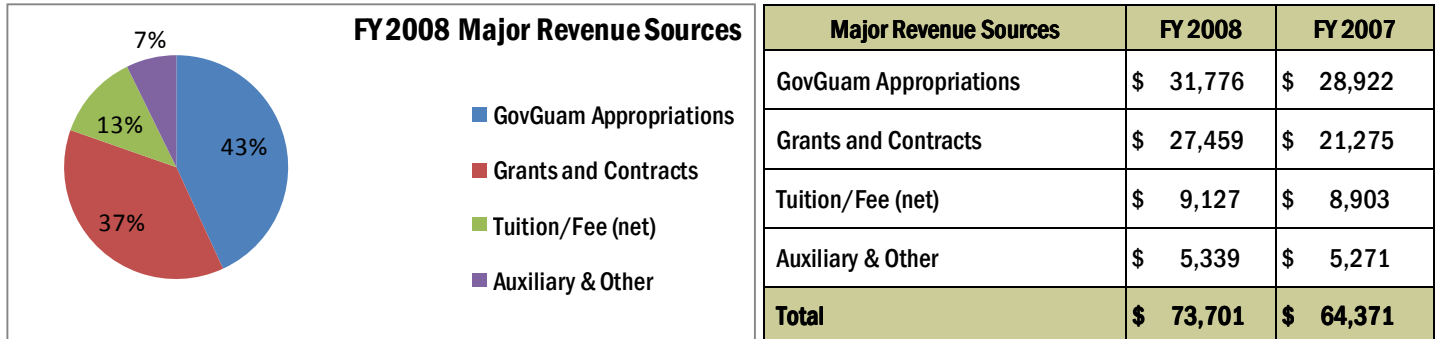 FY 2008 Major Revenue Sources
7%
13%
43%
37%
GovGuam Appropriations
Grants and Contracts
Tuition/Fee (net)
Auxiliary & Other
Major Revenue Sources FY 2008 FY 2007
GovGuam Appropriations $ 31,776 $ 28,922
Grants and Contracts $ 27,459 $ 21,275
Tuition/Fee (net) $ 9,127 $ 8,903
Auxiliary & Other $ 5,339 $ 5,271
Total $ 73,701 $ 64,371